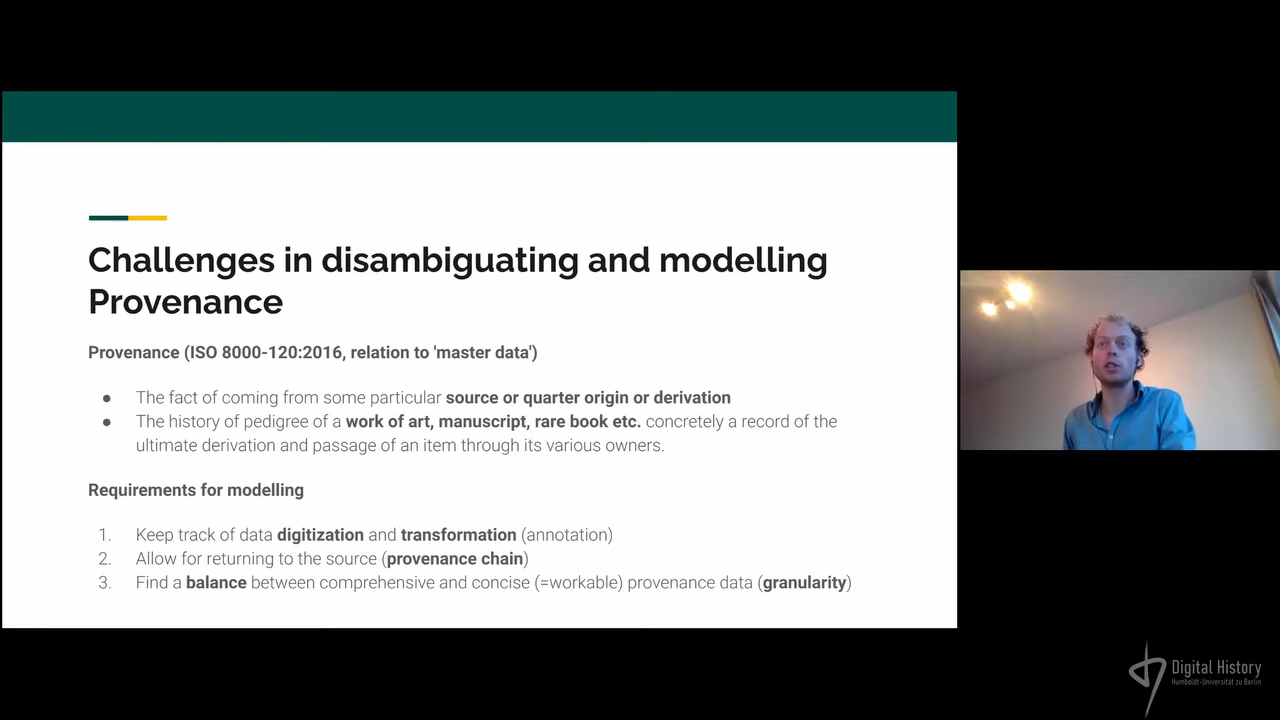 Challenges in disambiguating and modelling
Provenance
Provenance (ISO 8000-120:2016, relation to 'master data')
● The fact of coming from some particular source or quarter origin or derivation
● The history of pedigree of a work of art, manuscript, rare book etc. concretely a record of the
ultimate derivation and passage of an item through its various owners.
Requirements for modelling
1. Keep track of data digitization and transformation (annotation)
2. Allow for returning to the source (provenance chain)
3. Find a balance between comprehensive and concise (=workable) provenance data (granularity)
Digital History
Humboldt-Universität zu Berlin